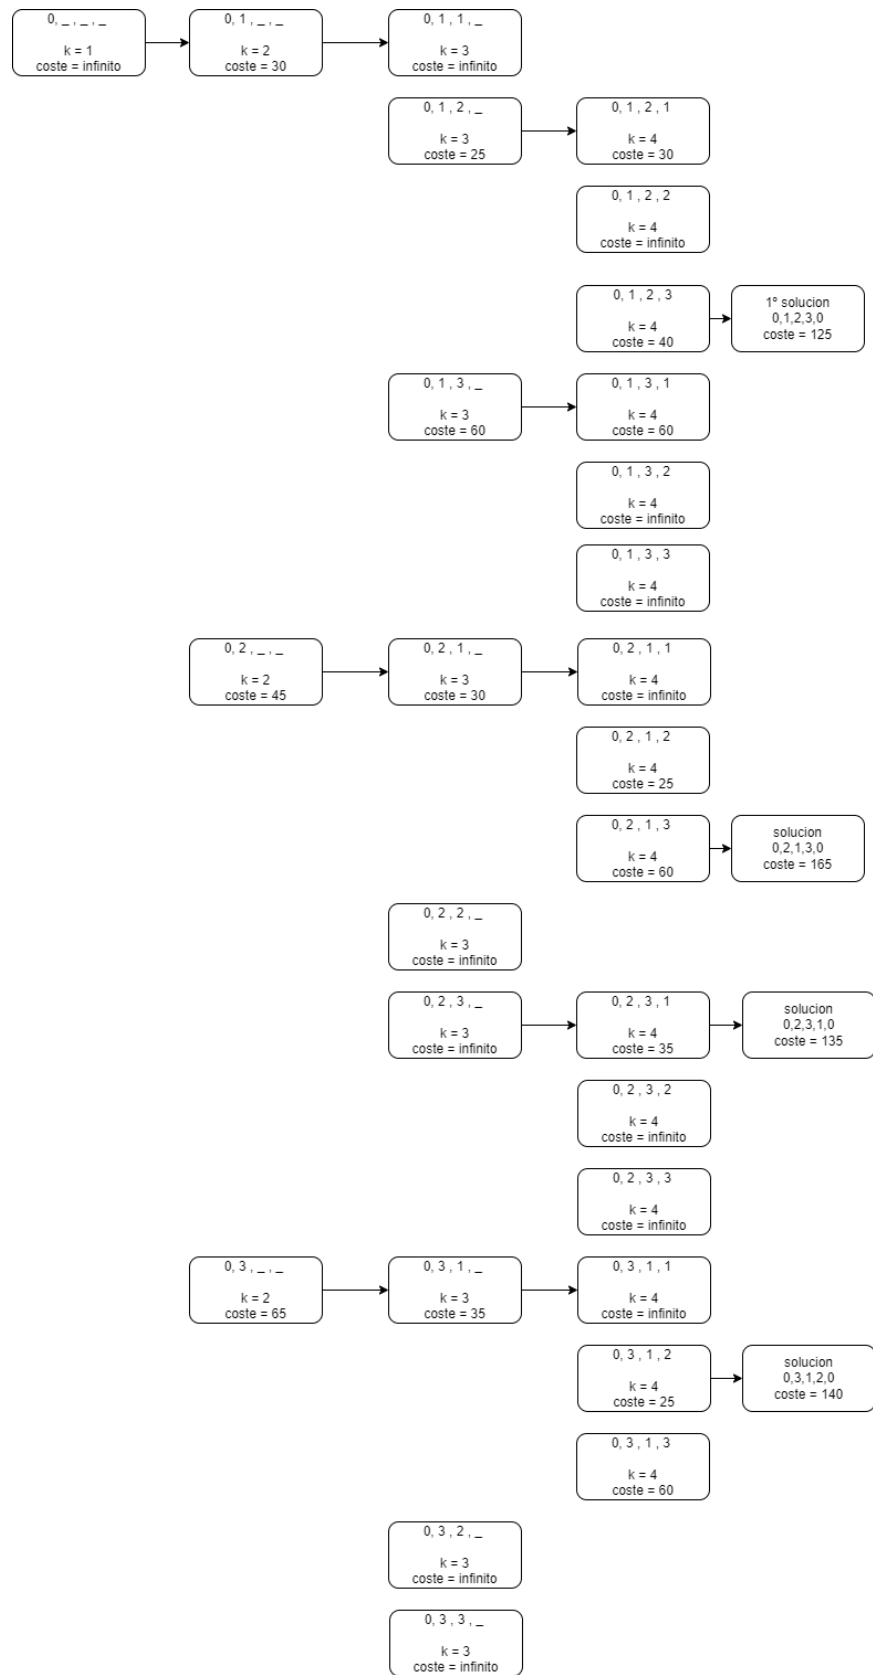 0, _ , _ , _
k = 1
coste = infinito
0, 1 , _ , _
k = 2
coste = 30
0, 1 , 1 , _
k = 3
coste = infinito
0, 1 , 2 , _
k = 3
coste = 25
0, 1 , 2 , 1
k = 4
coste = 30
0, 1 , 2 , 2
k = 4
coste = infinito
0, 1 , 2 , 3
k = 4
coste = 40
1º solucion
0,1,2,3,0
coste = 125
0, 1 , 3 , _
k = 3
coste = 60
0, 1 , 3 , 1
k = 4
coste = 60
0, 1 , 3 , 2
k = 4
coste = infinito
0, 1 , 3 , 3
k = 4
coste = infinito
0, 2 , _ , _
k = 2
coste = 45
0, 2 , 1 , _
k = 3
coste = 30
0, 2 , 1 , 1
k = 4
coste = infinito
0, 2 , 1 , 2
k = 4
coste = 25
0, 2 , 1 , 3
k = 4
coste = 60
solucion
0,2,1,3,0
coste = 165
0, 2 , 2 , _
k = 3
coste = infinito
0, 2 , 3 , _
k = 3
coste = infinito
0, 2 , 3 , 1
k = 4
coste = 35
solucion
0,2,3,1,0
coste = 135
0, 2 , 3 , 2
k = 4
coste = infinito
0, 2 , 3 , 3
k = 4
coste = infinito
0, 3 , _ , _
k = 2
coste = 65
0, 3 , 1 , _
k = 3
coste = 35
0, 3 , 1 , 1
k = 4
coste = infinito
0, 3 , 1 , 2
k = 4
coste = 25
solucion
0,3,1,2,0
coste = 140
0, 3 , 1 , 3
k = 4
coste = 60
0, 3 , 2 , _
k = 3
coste = infinito
0, 3 , 3 , _
k = 3
coste = infinito